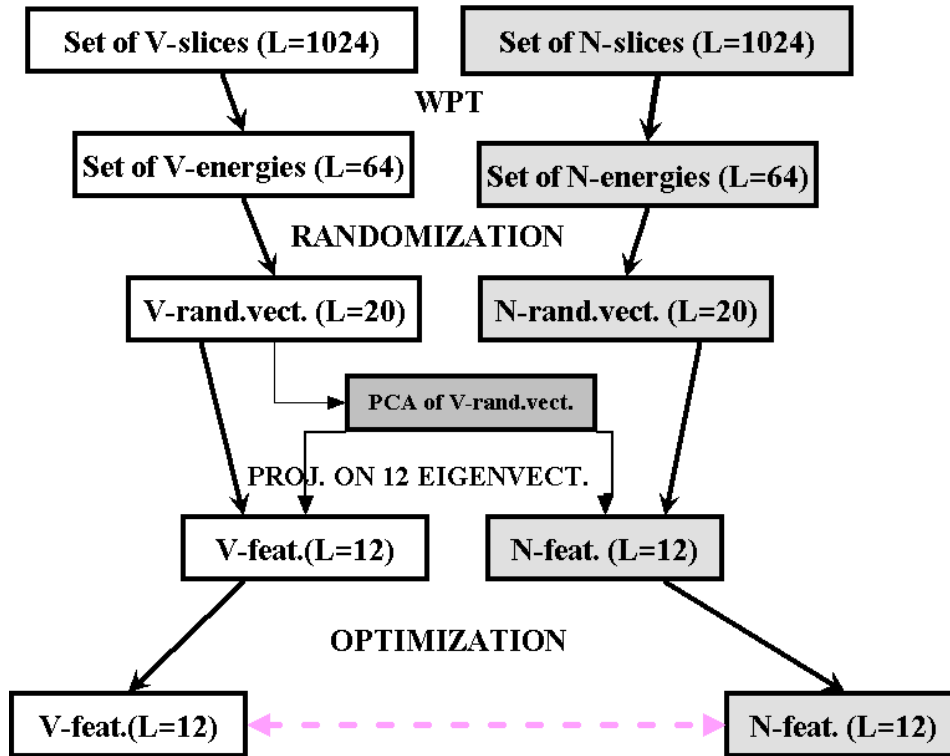 Set of V-slices (L=1024)
Set of N-slices (L=1024)
WPT
Set of V-energies (L=64)
Set of N-energies (L=64)
RANDOMIZATION
V-rand.vect. (L=20)
N-rand.vect. (L=20)
PCA of V-rand.vect.
PROJ. ON 12 EIGENVECT.
V-feat.(L=12)
N-feat. (L=12)
OPTIMIZATION
V-feat.(L=12)
N-feat. (L=12)